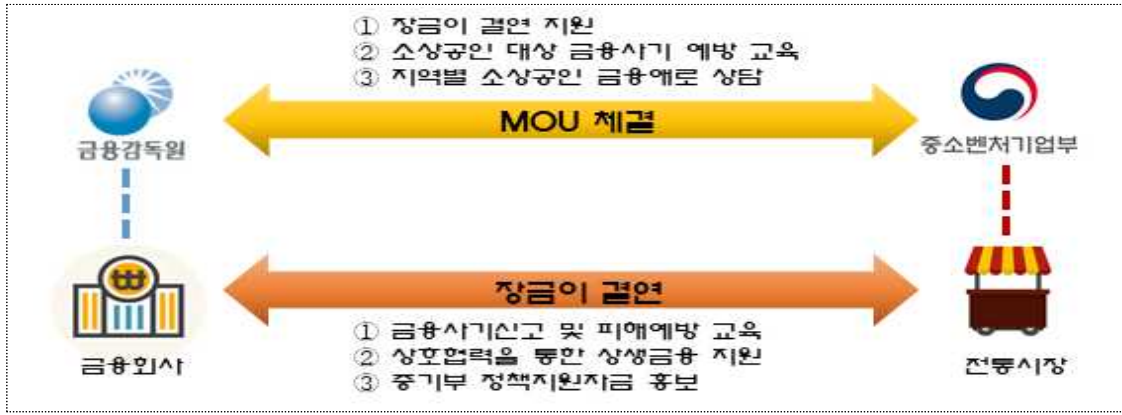 ① 장금이 결연 지원
② 소상공인 대상 금융사기 예방 교육
③ 지역별 소상공인 금융애로 상담
MOU 체결
금융감독원
중소벤처기업부
장금이 결연
① 금융사기신고 및 피해예방 교육
② 상호협력을 통한 상생금융 지원
③ 중기부 정책지원자금 홍보
금융회사
전통시장